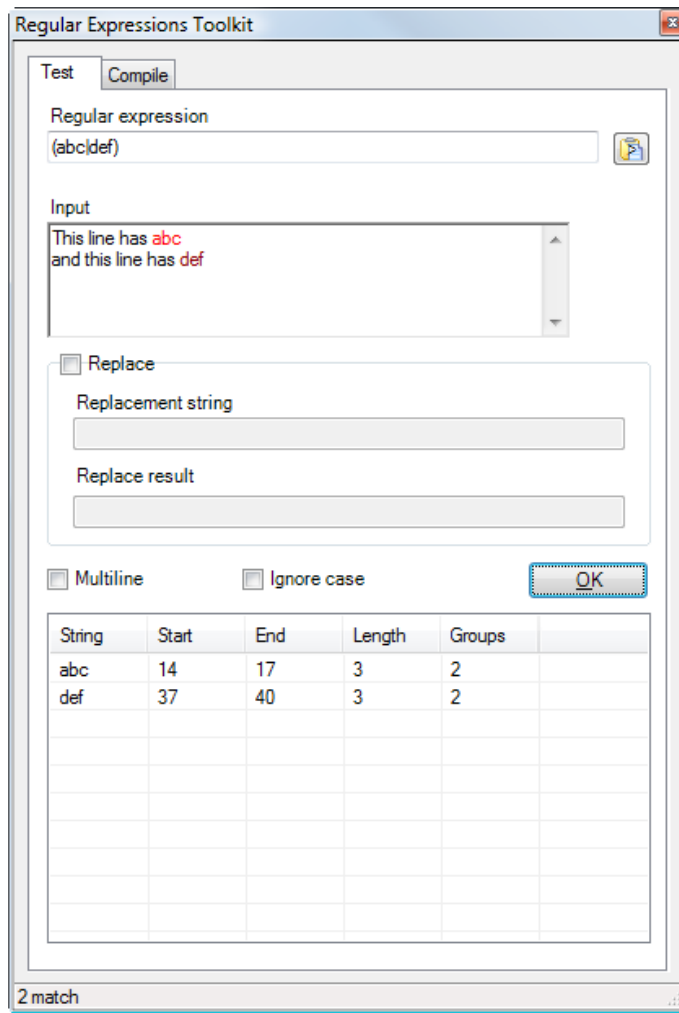 Regular Expressions Toolkit
Test Compile
Regular expression
(abc|def)
Input
This line has abc
and this line has def
Replace
Replacement string
Replace result
Multiline Ignore case OK
String Start End Length Groups
abc 14 17 3 2
def 37 40 3 2
2 match